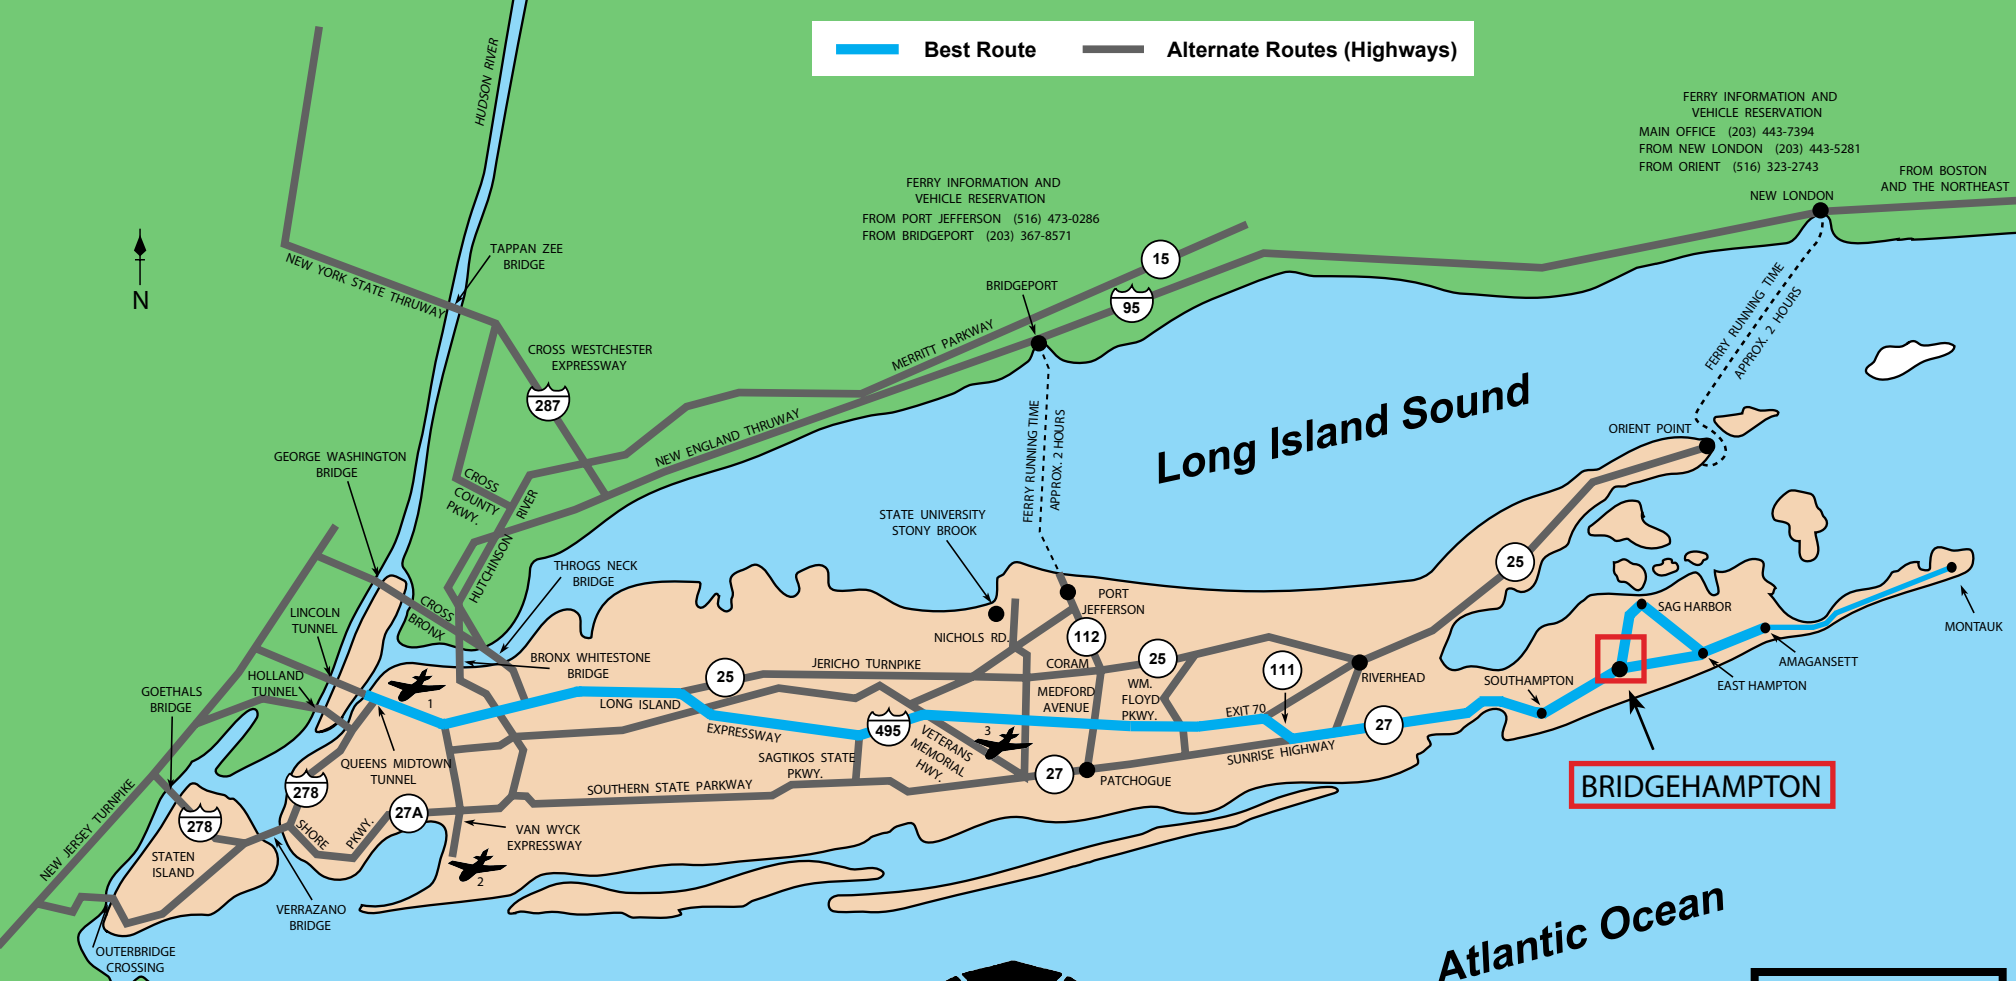 Best Route
Alternate Routes (Highways)
HUDSON RIVER
FERRY INFORMATION AND
VEHICLE RESERVATION
MAIN OFFICE (203) 443-7394
FROM NEW LONDON (203) 443-5281
FROM ORIENT (516) 323-2743
FROM BOSTON
AND THE NORTHEAST
NEW LONDON
FERRY INFORMATION AND
VEHICLE RESERVATION
FROM PORT JEFFERSON (516) 473-0286
FROM BRIDGEPORT (203) 367-8571
TAPPAN ZEE
BRIDGE
NEW YORK STATE THRUWAY
N
15
95
BRIDGEPORT
MERRITT PARKWAY
CROSS WESTCHESTER
EXPRESSWAY
287
NEW ENGLAND THRUWAY
FERRY RUNNING TIME
APPROX. 2 HOURS
FERRY RUNNING TIME
APPROX. 2 HOURS
Long Island Sound
ORIENT POINT
GEORGE WASHINGTON
BRIDGE
CROSS
COUNTY
PKWY.
HUTCHINSON RIVER
STATE UNIVERSITY
STONY BROOK
THROGS NECK
BRIDGE
25
CROSS
BRONX
LINCOLN
TUNNEL
PORT
JEFFERSON
SAG HARBOR
MONTAUK
NICHOLS RD.
112
BRONX WHITESTONE
BRIDGE
JERICHO TURNPIKE
25
CORAM
25
111
RIVERHEAD
AMAGANSETT
SOUTHAMPTON
EAST HAMPTON
HOLLAND
TUNNEL
GOETHALS
BRIDGE
1
LONG ISLAND
EXPRESSWAY
495
MEDFORD
AVENUE
WM.
FLOYD
PKWY.
EXIT 70
27
VETERANS
MEMORIAL
HWY.
3
SUNRISE HIGHWAY
QUEENS MIDTOWN
TUNNEL
SAGTIKOS STATE
PKWY.
27
PATCHOGUE
BRIDGEHAMPTON
SOUTHERN STATE PARKWAY
278
278
27A
SHORE PKWY.
VAN WYCK
EXPRESSWAY
NEW JERSEY TURNPIKE
STATEN
ISLAND
2
VERRAZANO
BRIDGE
OUTERBRIDGE
CROSSING
Atlantic Ocean